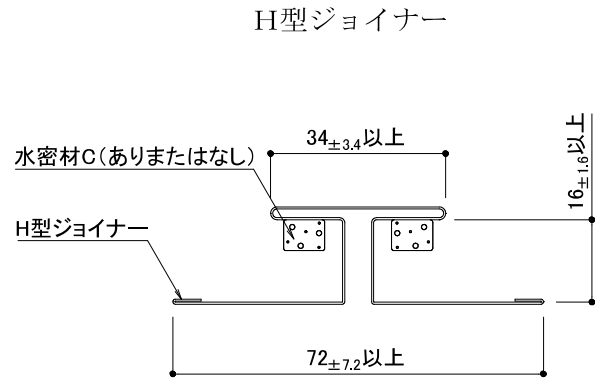 H型ジョイナー
34±3.4以上
水密材C(ありまたはなし)
16±1.6以上
H型ジョイナー
72±7.2以上